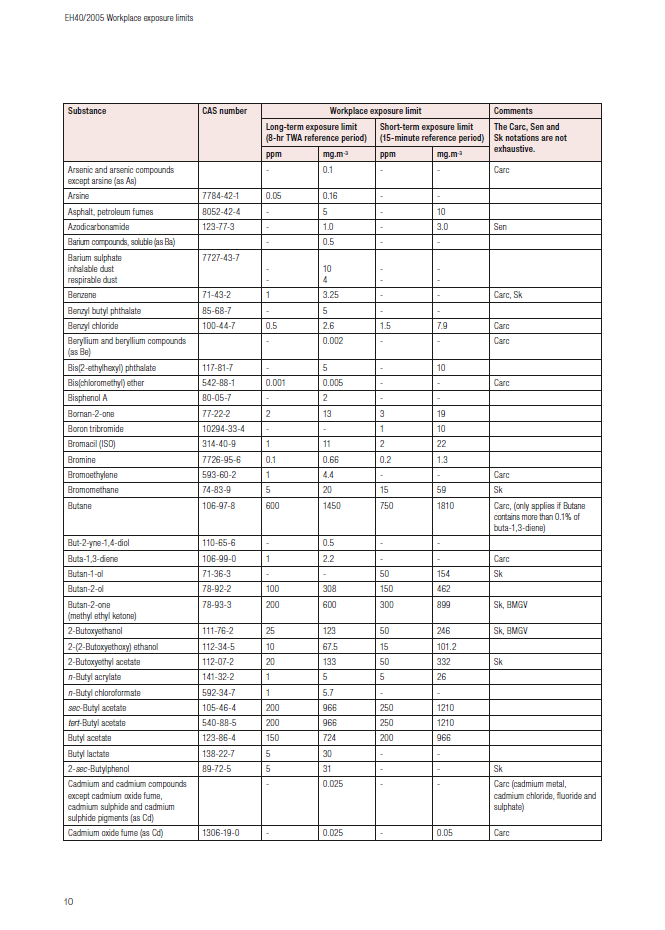 EH40/2005 Workplace exposure limits
Substance CAS number Workplace exposure limit Comments
Long-term exposure limit (8-hr TWA reference period) Short-term exposure limit (15-minute reference period) The Carc, Sen and Sk notations are not exhaustive.
ppm mg.m-3 ppm mg.m-3
Arsenic and arsenic compounds - 0.1 - - Carc
except arsine (as As)
Arsine 7784-42-1 0.05 0.16 - -
Asphalt, petroleum fumes 8052-42-4 - 5 - 10
Azodicarbonamide 123-77-3 - 1.0 - 3.0 Sen
Barium compounds, soluble (as Ba) - 0.5 - -
Barium sulphate 7727-43-7
inhalable dust - 10 - -
respirable dust - 4 - -
Benzene 71-43-2 1 3.25 - - Carc, Sk
Benzyl butyl phthalate 85-68-7 - 5 - -
Benzyl chloride 100-44-7 0.5 2.6 1.5 7.9 Carc
Beryllium and beryllium compounds - 0.002 - - Carc
(as Be)
Bis(2-ethylhexyl) phthalate 117-81-7 - 5 - 10
Bis(chloromethyl) ether 542-88-1 0.001 0.005 - - Carc
Bisphenol A 80-05-7 - 2 - -
Bornan-2-one 77-22-2 2 13 3 19
Boron tribromide 10294-33-4 - - 1 10
Bromacil (ISO) 314-40-9 1 11 2 22
Bromine 7726-95-6 0.1 0.66 0.2 1.3
Bromoethylene 593-60-2 1 4.4 - - Carc
Bromomethane 74-83-9 5 20 15 59 Sk
Butane 106-97-8 600 1450 750 1810 Carc, (only applies if Butane
contains more than 0.1% of
buta-1,3-diene)
But-2-yne-1,4-diol 110-65-6 - 0.5 - -
Buta-1,3-diene 106-99-0 1 2.2 - - Carc
Butan-1-ol 71-36-3 - - 50 154 Sk
Butan-2-ol 78-92-2 100 308 150 462
Butan-2-one 78-93-3 200 600 300 899 Sk, BMGV
(methyl ethyl ketone)
2-Butoxyethanol 111-76-2 25 123 50 246 Sk, BMGV
2-(2-Butoxyethoxy) ethanol 112-34-5 10 67.5 15 101.2
2-Butoxyethyl acetate 112-07-2 20 133 50 332 Sk
n-Butyl acrylate 141-32-2 1 5 5 26
n-Butyl chloroformate 592-34-7 1 5.7 - -
sec-Butyl acetate 105-46-4 200 966 250 1210
tert-Butyl acetate 540-88-5 200 966 250 1210
Butyl acetate 123-86-4 150 724 200 966
Butyl lactate 138-22-7 5 30 - -
2-sec-Butylphenol 89-72-5 5 31 - - Sk
Cadmium and cadmium compounds - 0.025 - - Carc (cadmium metal,
except cadmium oxide fume, cadmium chloride, fluoride and
cadmium sulphide and cadmium sulphate)
sulphide pigments (as Cd)
Cadmium oxide fume (as Cd) 1306-19-0 - 0.025 - 0.05 Carc
10